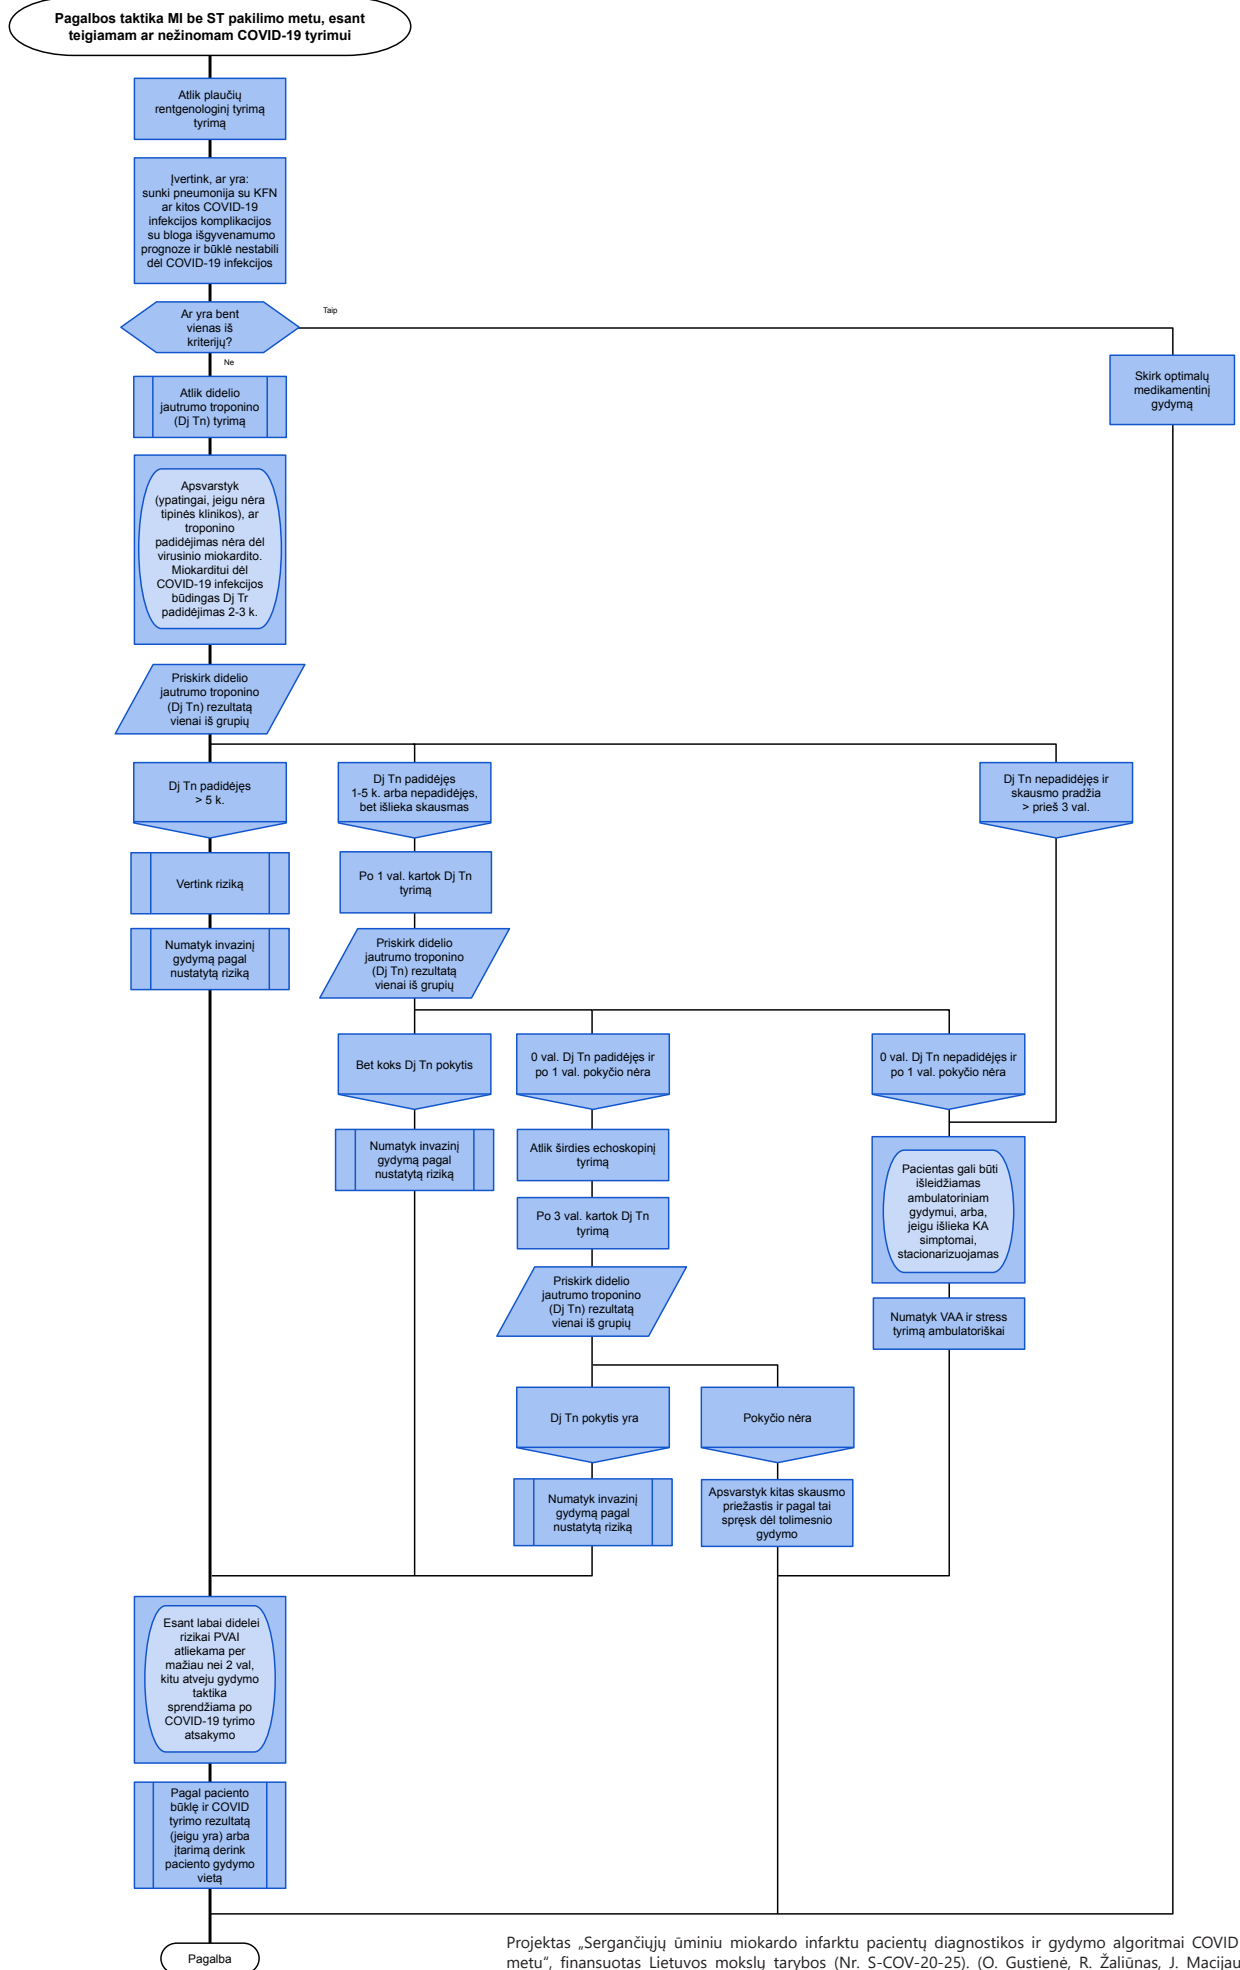 Pagalbos taktika MI be ST pakilimo metu, esant
teigiamam ar nežinomam COVID-19 tyrimui
Atlik plaučių
rentgenologinį tyrimą
tyrimą
Įvertink, ar yra:
sunki pneumonija su KFN
ar kitos COVID-19
infekcijos komplikacijos
su bloga išgyvenamumo
prognoze ir būklė nestabili
dėl COVID-19 infekcijos
Ar yra bent
vienas iš
kriterijų?
Taip
Ne
Skirk optimalų
medikamentinį
gydymą
Atlik didelio
jautrumo troponino
(Dj Tn) tyrimą
Apsvarstyk
(ypatingai, jeigu nėra
tipinės klinikos), ar
troponino
padidėjimas nėra dėl
virusinio miokardito.
Miokarditui dėl
COVID-19 infekcijos
būdingas Dj Tr
padidėjimas 2-3 k.
Priskirk didelio
jautrumo troponino
(Dj Tn) rezultatą
vienai iš grupių
Dj Tn padidėjęs
> 5 k.
Dj Tn padidėjęs
1-5 k. arba nepadidėjęs,
bet išlieka skausmas
Dj Tn nepadidėjęs ir
skausmo pradžia
> prieš 3 val.
Vertink riziką
Po 1 val. kartok Dj Tn
tyrimą
Numatyk invazinį
gydymą pagal
nustatytą riziką
Priskirk didelio
jautrumo troponino
(Dj Tn) rezultatą
vienai iš grupių
Bet koks Dj Tn pokytis
0 val. Dj Tn padidėjęs ir
po 1 val. pokyčio nėra
0 val. Dj Tn nepadidėjęs ir
po 1 val. pokyčio nėra
Numatyk invazinį
gydymą pagal
nustatytą riziką
Atlik širdies echoskopinį
tyrimą
Pacientas gali būti
išleidžiamas
ambulatoriniam
gydymui, arba,
jeigu išlieka KA
simptomai,
stacionarizuojamas
Po 3 val. kartok Dj Tn
tyrimą
Priskirk didelio
jautrumo troponino
(Dj Tn) rezultatą
vienai iš grupių
Numatyk VAA ir stress
tyrimą ambulatoriškai
Dj Tn pokytis yra
Pokyčio nėra
Numatyk invazinį
gydymą pagal
nustatytą riziką
Apsvarstyk kitas skausmo
priežastis ir pagal tai
spręsk dėl tolimesnio
gydymo
Esant labai didelei
rizikai PVAI
atliekama per
mažiau nei 2 val,
kitu atveju gydymo
taktika
sprendžiama po
COVID-19 tyrimo
atsakymo
Pagal paciento
būklę ir COVID
tyrimo rezultatą
(jeigu yra) arba
įtarimą derink
paciento gydymo
vietą
Pagalba
Projektas „Sergančiųjų ūminiu miokardo infarktu pacientų diagnostikos ir gydymo algoritmai COVID
metu“, finansuotas Lietuvos mokslų tarybos (Nr. S-COV-20-25). (O. Gustienė, R. Žaliūnas, J. Macijau